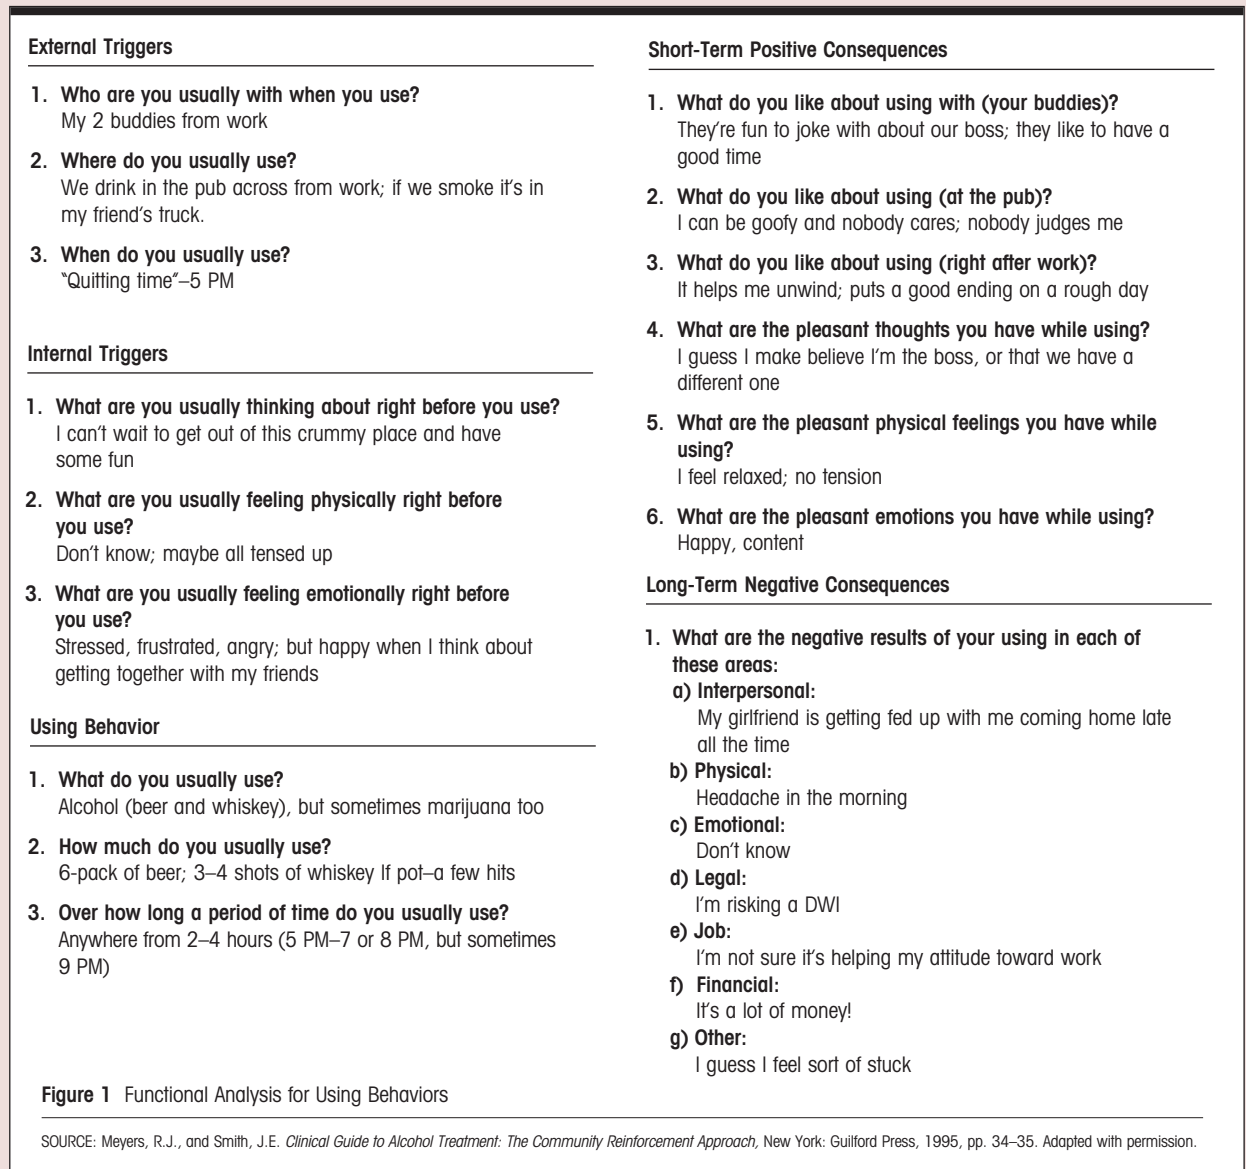 External Triggers
1. Who are you usually with when you use?
My 2 buddies from work
2. Where do you usually use?
We drink in the pub across from work; if we smoke it's in
my friend's truck.
3. When do you usually use?
"Quitting time"–5 PM
Internal Triggers
1. What are you usually thinking about right before you use?
I can't wait to get out of this crummy place and have
some fun
2. What are you usually feeling physically right before
you use?
Don't know; maybe all tensed up
3. What are you usually feeling emotionally right before
you use?
Stressed, frustrated, angry; but happy when I think about
getting together with my friends
Using Behavior
1. What do you usually use?
Alcohol (beer and whiskey), but sometimes marijuana too
2. How much do you usually use?
6-pack of beer; 3–4 shots of whiskey If pot–a few hits
3. Over how long a period of time do you usually use?
Anywhere from 2–4 hours (5 PM–7 or 8 PM, but sometimes
9 PM)
Short-Term Positive Consequences
1. What do you like about using with (your buddies)?
They're fun to joke with about our boss; they like to have a
good time
2. What do you like about using (at the pub)?
I can be goofy and nobody cares; nobody judges me
3. What do you like about using (right after work)?
It helps me unwind; puts a good ending on a rough day
4. What are the pleasant thoughts you have while using?
I guess I make believe I'm the boss, or that we have a
different one
5. What are the pleasant physical feelings you have while
using?
I feel relaxed; no tension
6. What are the pleasant emotions you have while using?
Happy, content
Long-Term Negative Consequences
1. What are the negative results of your using in each of
these areas:
a) Interpersonal:
My girlfriend is getting fed up with me coming home late
all the time
b) Physical:
Headache in the morning
c) Emotional:
Don't know
d) Legal:
I'm risking a DWI
e) Job:
I'm not sure it's helping my attitude toward work
f) Financial:
It's a lot of money!
g) Other:
I guess I feel sort of stuck
Figure 1 Functional Analysis for Using Behaviors
SOURCE: Meyers, R.J., and Smith, J.E. Clinical Guide to Alcohol Treatment: The Community Reinforcement Approach, New York: Guilford Press, 1995, pp. 34–35. Adapted with permission.